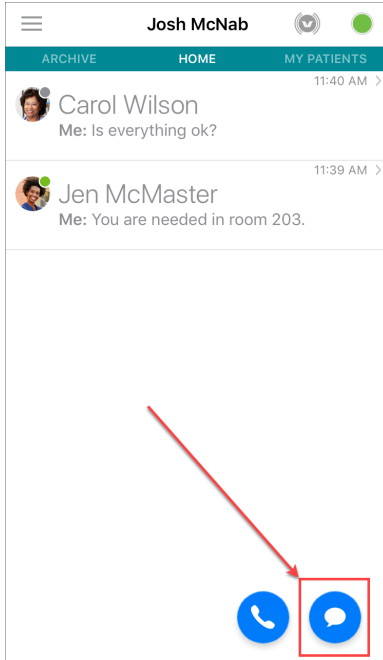 Josh McNab
ARCHIVE HOME MY PATIENTS
11:40 AM
Carol Wilson
Me: Is everything ok?
11:39 AM
Jen McMaster
Me: You are needed in room 203.